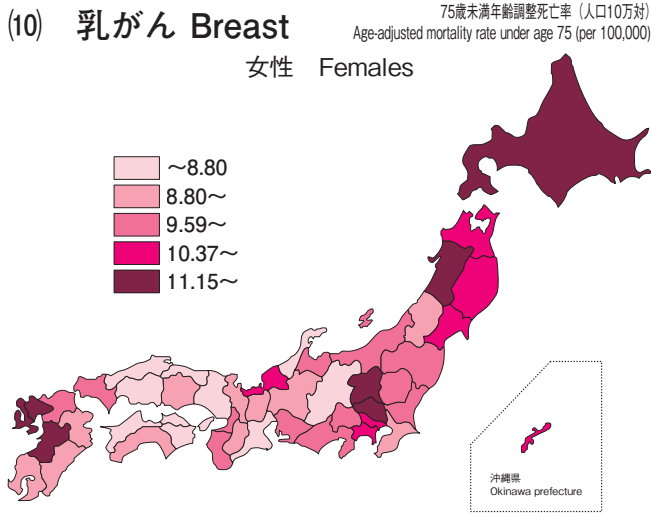 (10) 乳がん Breast
75歳未満年齢調整死亡率（人口10万対）
Age-adjusted mortality rate under age 75 (per 100,000)
女性 Females
～8.80
8.80～
9.59～
10.37～
11.15～
沖縄県
Okinawa prefecture